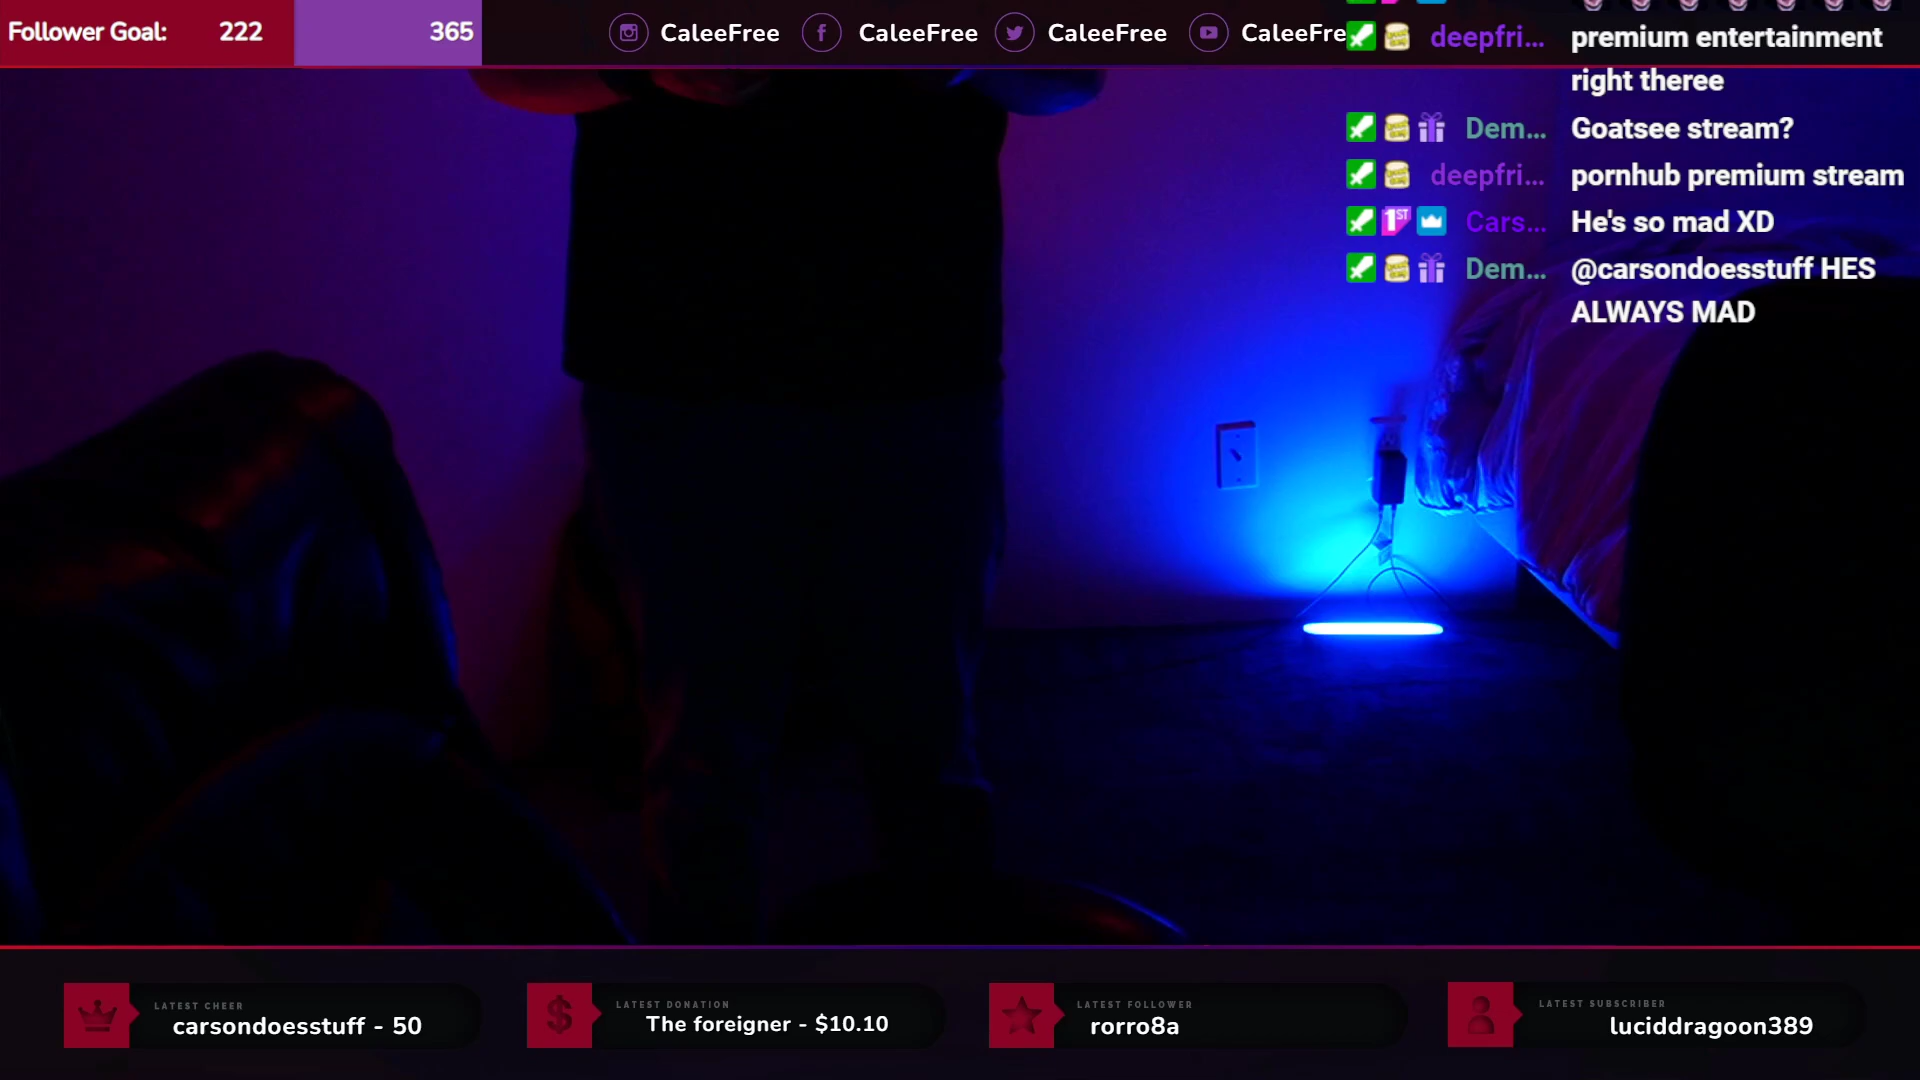 Follower Goal: 222 365
CaleeFree CaleeFree CaleeFree CaleeFre
deepfri... premium entertainment
right theree
Dem... Goatsee stream?
deepfri... pornhub premium stream
1ST Cars... He's so mad XD
Dem... @carsondoesstuff HES
ALWAYS MAD
LATEST CHEER
carsondoesstuff - 50
LATEST DONATION
The foreigner - $10.10
LATEST FOLLOWER
rorro8a
LATEST SUBSCRIBER
luciddragoon389